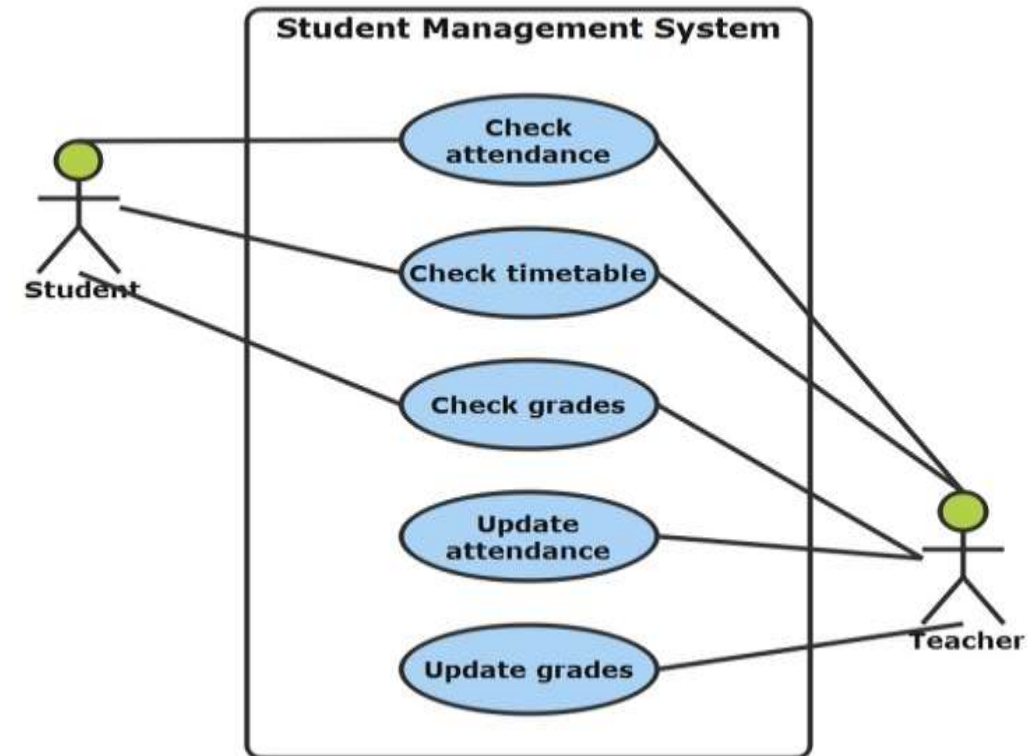 Student Management System
Check
attendance
Student
Check timetable
Check grades
Update
attendance
Teacher
Update grades